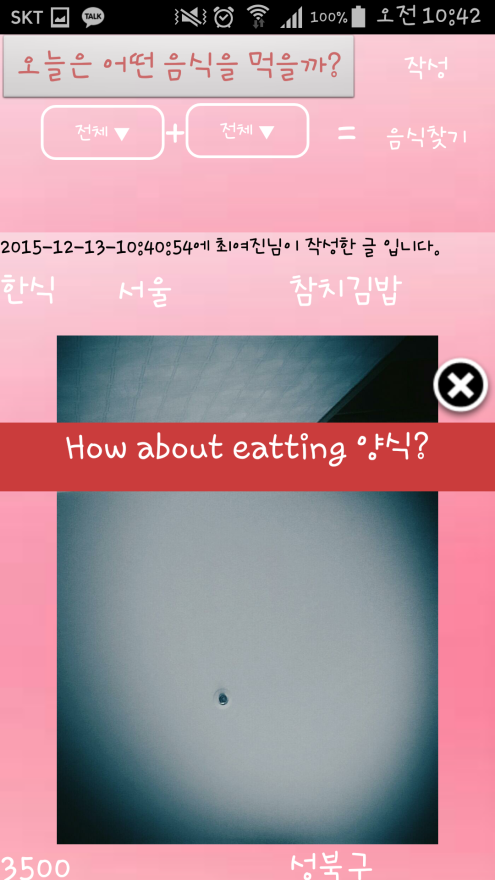 SKT TALK 100% 오전 10:42
오늘은 어떤 음식을 먹을까? 작성
전체 ▼ + 전체 ▼ = 음식찾기
2015-12-13-10:40:54에 최여진님이 작성한 글 입니다.
한식 서울 참치김밥
How about eatting 양식?
3500 성북구